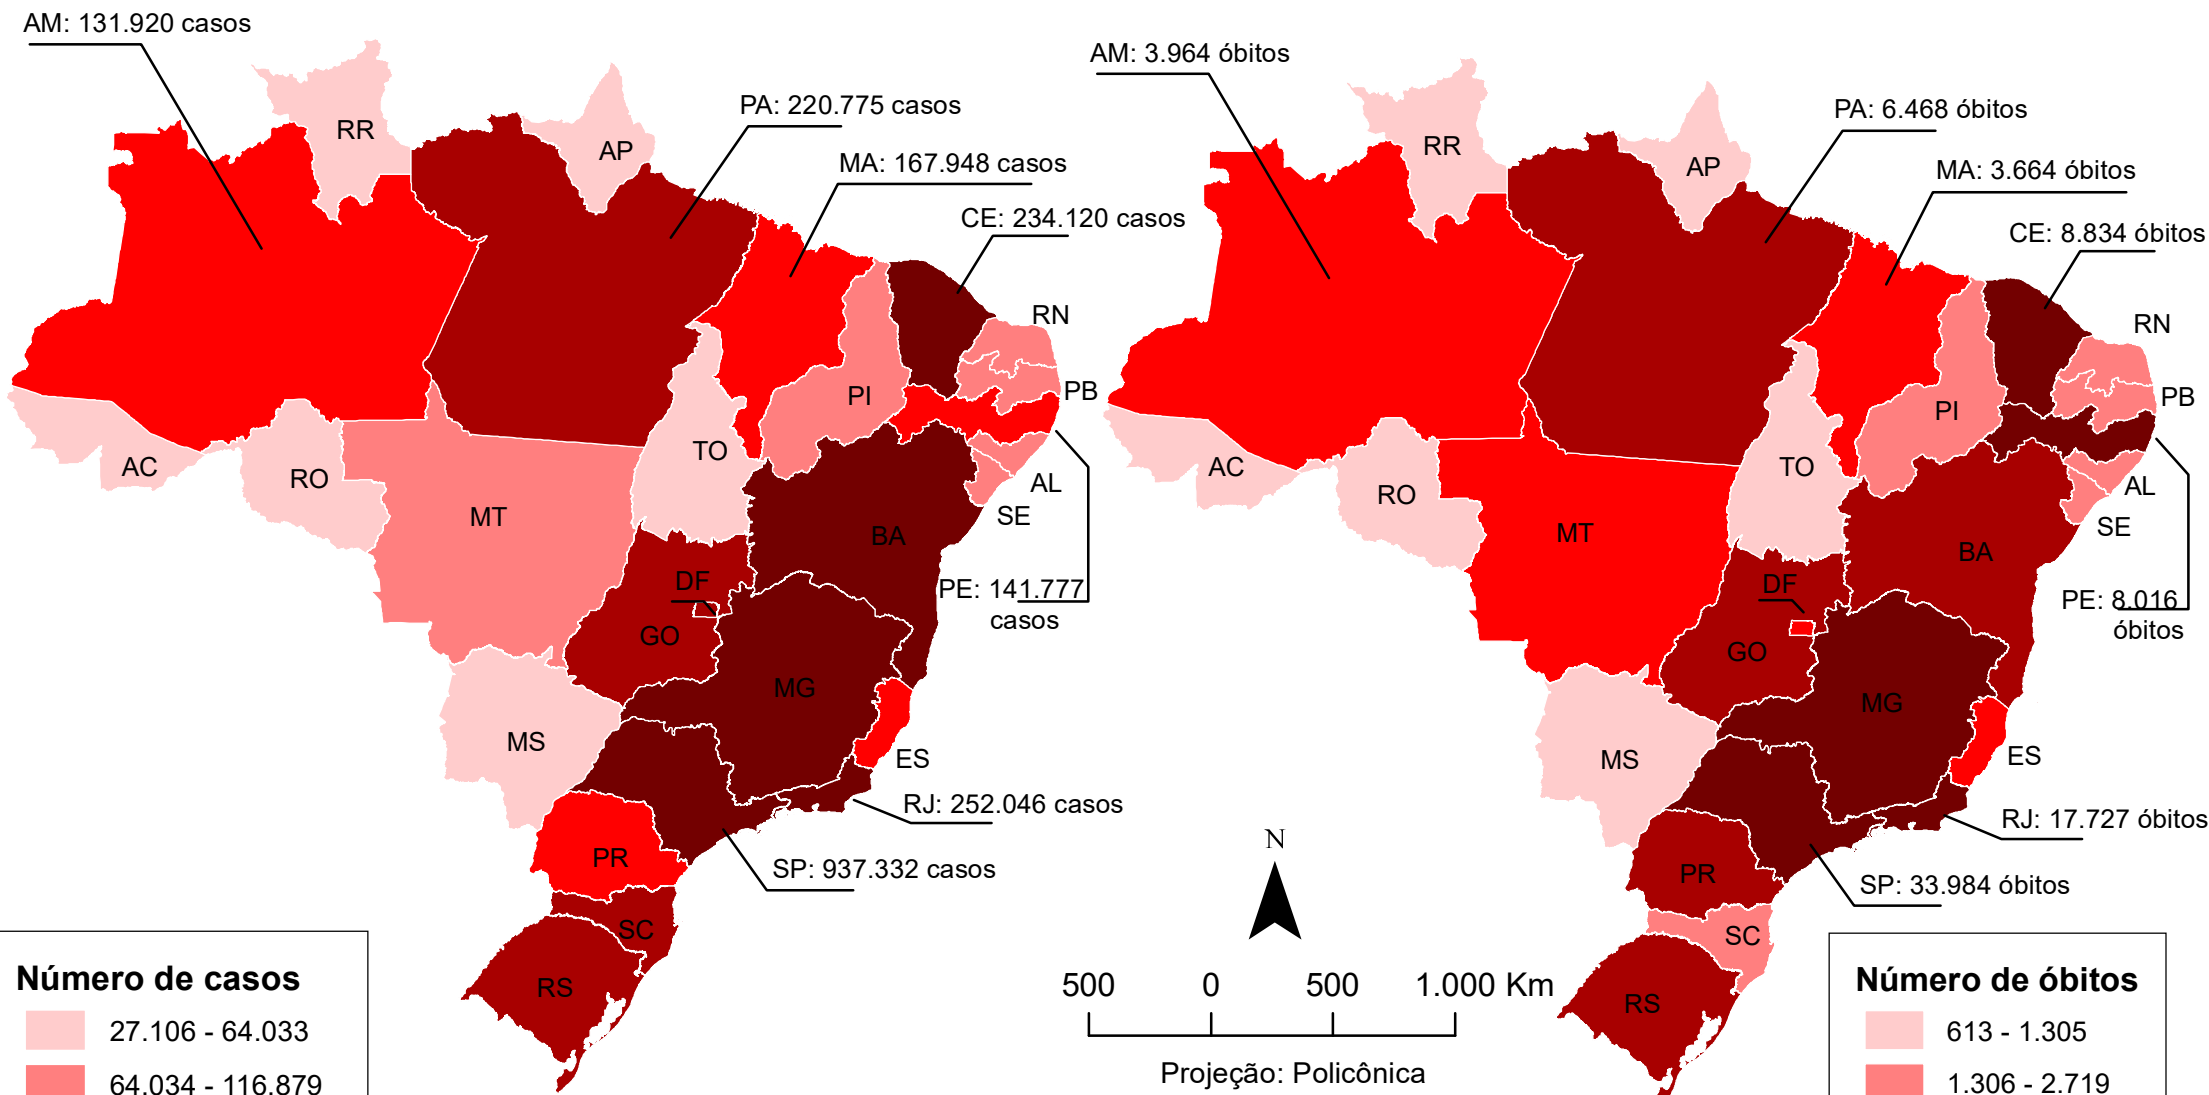 AM: 131.920 casos
RR
AP
PA: 220.775 casos
MA: 167.948 casos
CE: 234.120 casos
RN
PB
PI
TO
AC
RO
MT
AL
SE
BA
DF
PE: 141.777
casos
GO
MG
MS
ES
RJ: 252.046 casos
PR
SP: 937.332 casos
SC
RS
Número de casos
27.106 - 64.033
64.034 - 116.879
AM: 3.964 óbitos
RR
AP
PA: 6.468 óbitos
MA: 3.664 óbitos
CE: 8.834 óbitos
RN
PB
PI
TO
AC
RO
MT
AL
SE
BA
DF
PE: 8.016
óbitos
GO
MG
MS
ES
RJ: 17.727 óbitos
PR
SP: 33.984 óbitos
SC
RS
N
500 0 500 1.000 Km
Projeção: Policônica
Número de óbitos
613 - 1.305
1.306 - 2.719